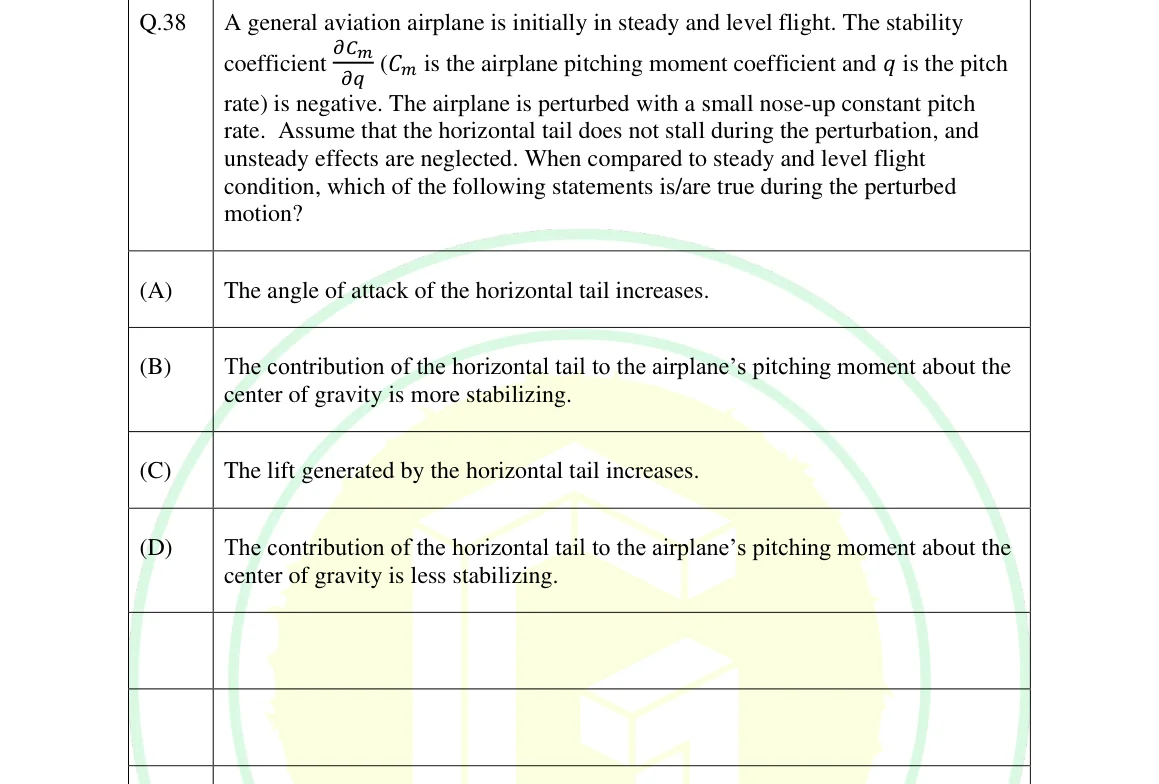 Q.38 A general aviation airplane is initially in steady and level flight. The stability
coefficient ∂Cₘ/∂q (Cₘ is the airplane pitching moment coefficient and q is the pitch
rate) is negative. The airplane is perturbed with a small nose-up constant pitch
rate.  Assume that the horizontal tail does not stall during the perturbation, and
unsteady effects are neglected. When compared to steady and level flight
condition, which of the following statements is/are true during the perturbed
motion?
(A) The angle of attack of the horizontal tail increases.
(B) The contribution of the horizontal tail to the airplane’s pitching moment about the
center of gravity is more stabilizing.
(C) The lift generated by the horizontal tail increases.
(D) The contribution of the horizontal tail to the airplane’s pitching moment about the
center of gravity is less stabilizing.